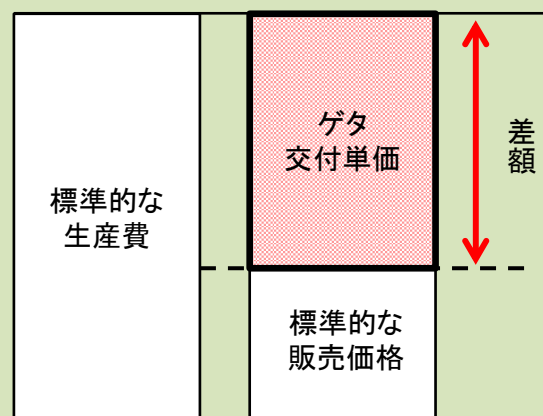 標準的な
生産費
ゲタ
交付単価
標準的な
販売価格
差額